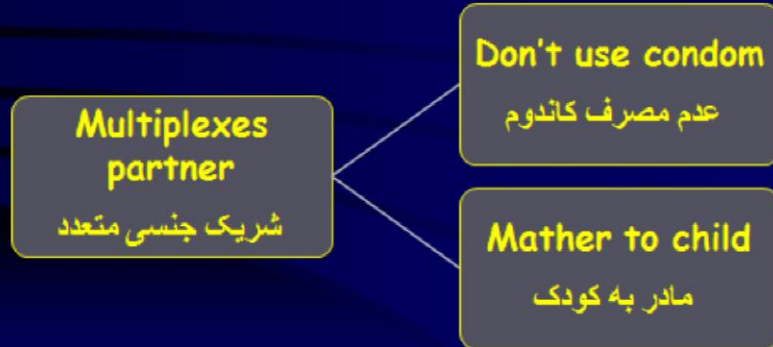 Multiplexes
partner
شریک جنسی متعدد
Don't use condom
عدم مصرف کاندوم
Mather to child
مادر به کودک